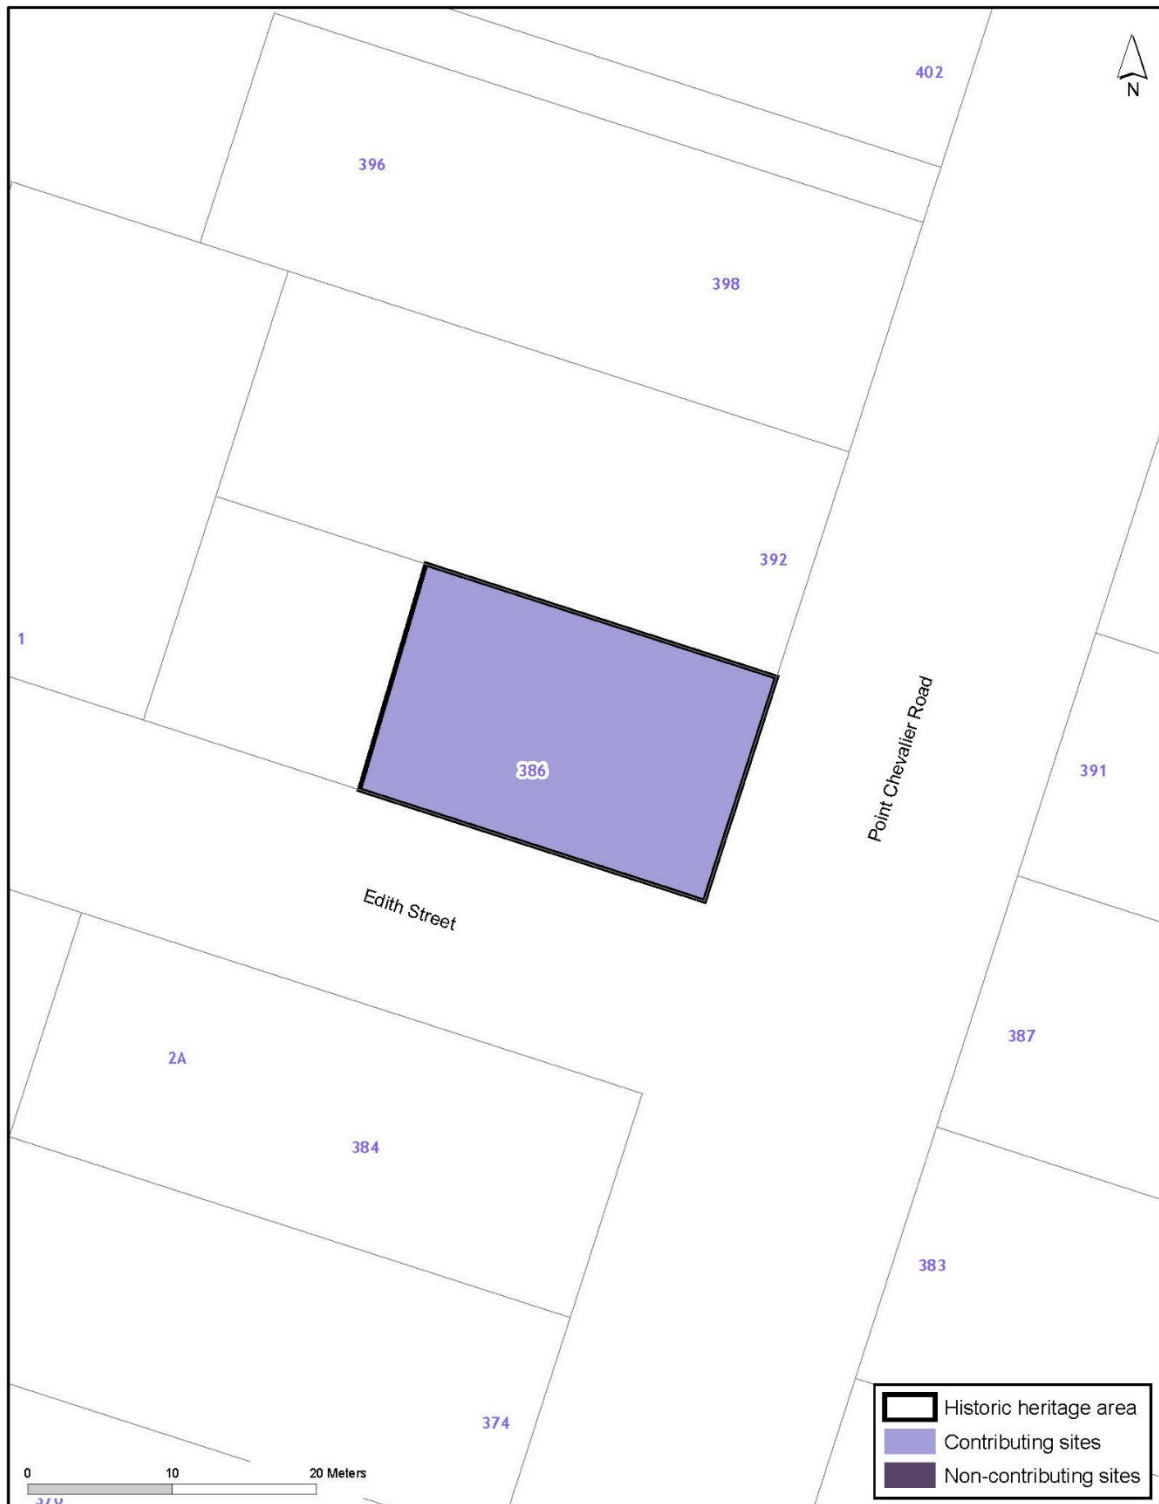 402
N
396
398
392
1
386
Point Chevalier Road
391
Edith Street
387
2A
384
383
374
Historic heritage area
Contributing sites
Non-contributing sites
0 10 20 Meters